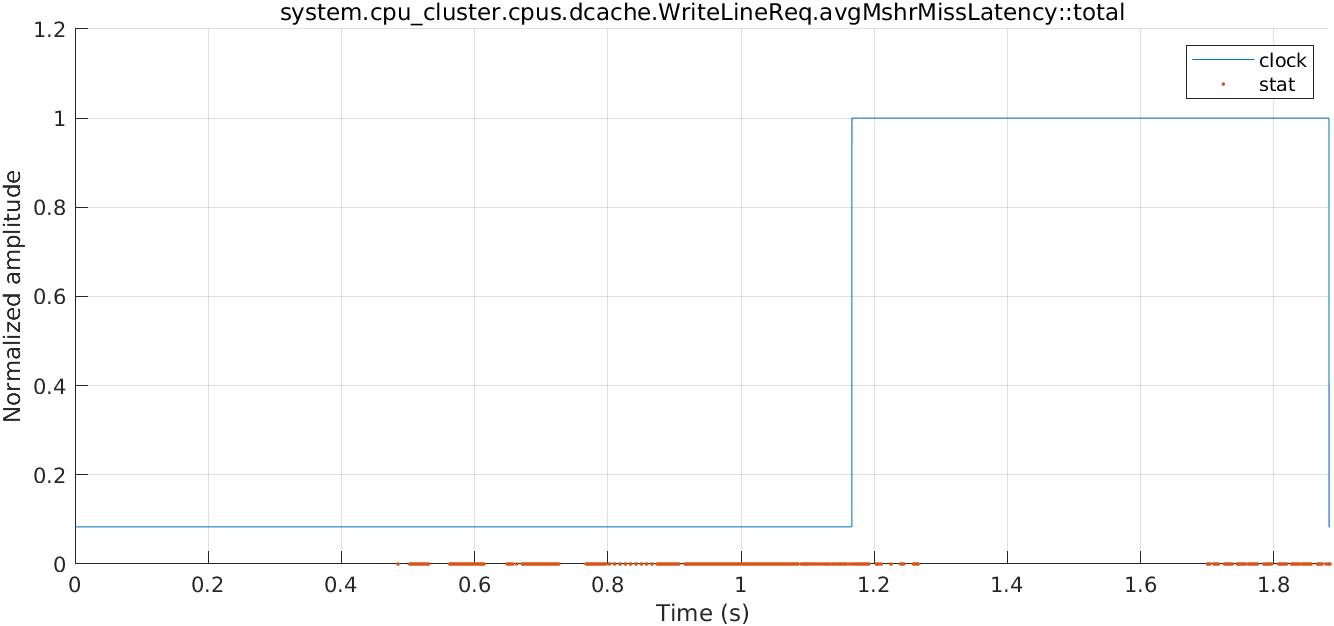 system.cpu_cluster.cpus.dcache.WriteLineReq.avgMshrMissLatency::total
1.2
1
0.8
0.6
0.4
0.2
0
Normalized amplitude
clock
stat
0 0.2 0.4 0.6 0.8 1 1.2 1.4 1.6 1.8
Time (s)